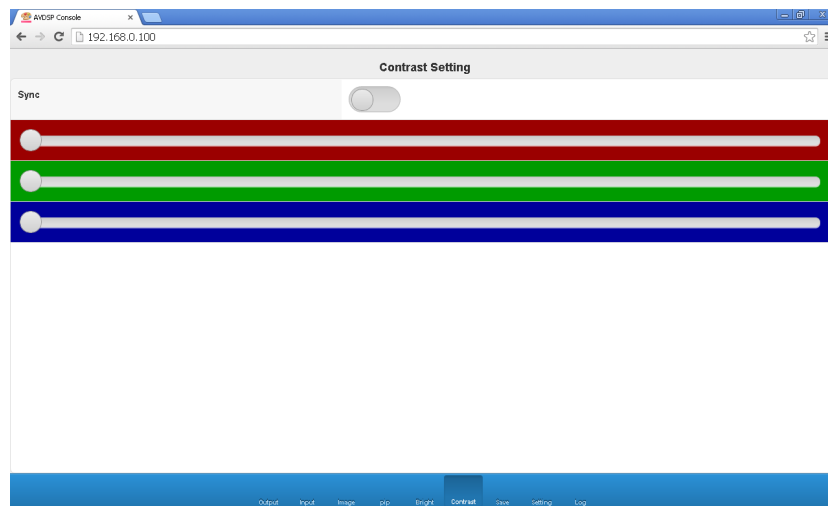 AVDSP Console
192.168.0.100
Contrast Setting
Sync
Output Input Image pip Bright Contrast Save Setting Log